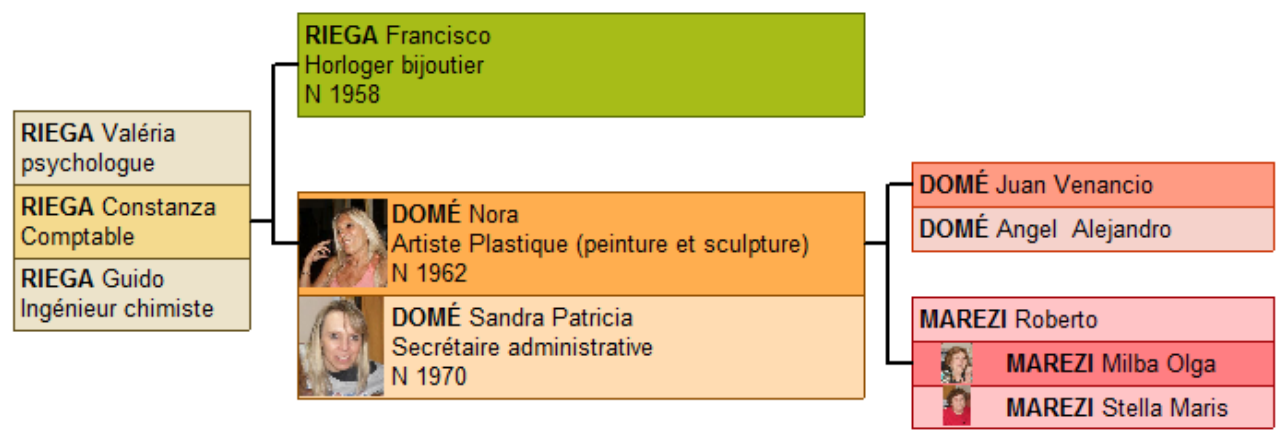 RIEGA Francisco
Horloger bijoutier
N 1958
RIEGA Valéria
psychologue
RIEGA Constanza
Comptable
RIEGA Guido
Ingénieur chimiste
DOMÉ Nora
Artiste Plastique (peinture et sculpture)
N 1962
DOMÉ Sandra Patricia
Secrétaire administrative
N 1970
DOMÉ Juan Venancio
DOMÉ Angel  Alejandro
MAREZI Roberto
MAREZI Milba Olga
MAREZI Stella Maris